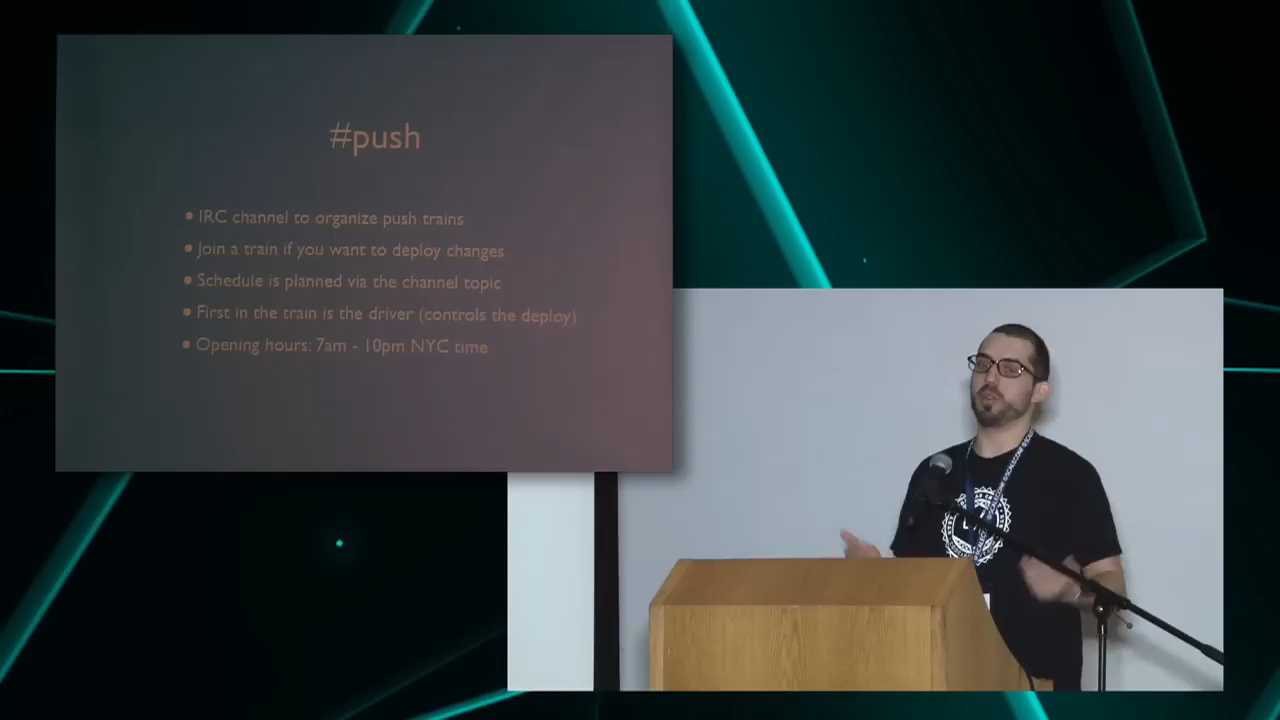 #push
• IRC channel to organize push trains
• Join a train if you want to deploy changes
• Schedule is planned via the channel topic
• First in the train is the driver (controls the deploy)
• Opening hours: 7am - 10pm NYC time